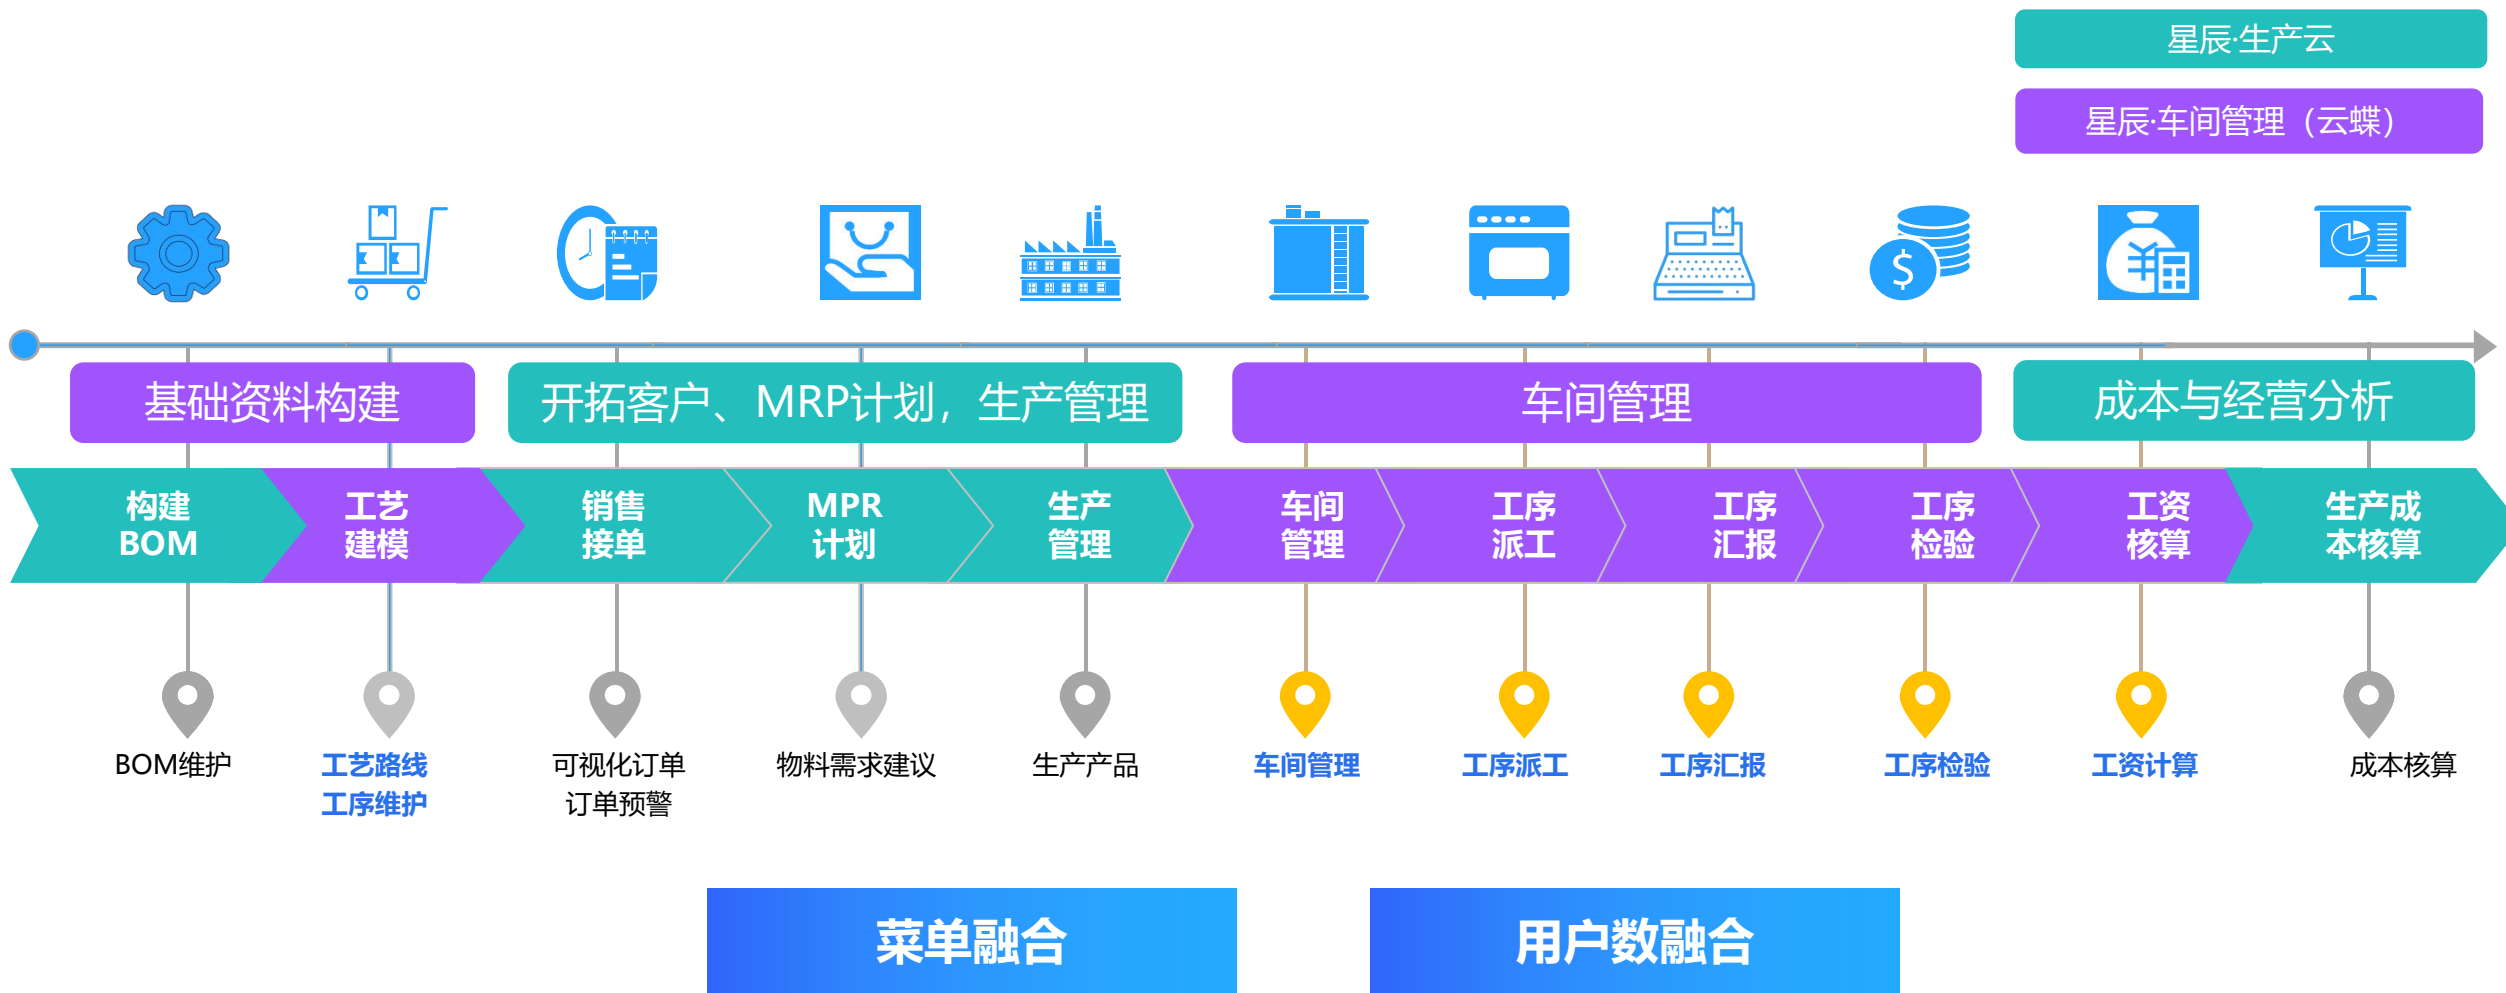 星辰·生产云
星辰·车间管理（云蝶）
基础资料构建
开拓客户、MRP计划，生产管理
车间管理
成本与经营分析
构建
BOM
工艺
建模
销售
接单
MPR
计划
生产
管理
车间
管理
工序
派工
工序
汇报
工序
检验
工资
核算
生产成
本核算
BOM维护
工艺路线
工序维护
可视化订单
订单预警
物料需求建议
生产产品
车间管理
工序派工
工序汇报
工序检验
工资计算
成本核算
菜单融合
用户数融合